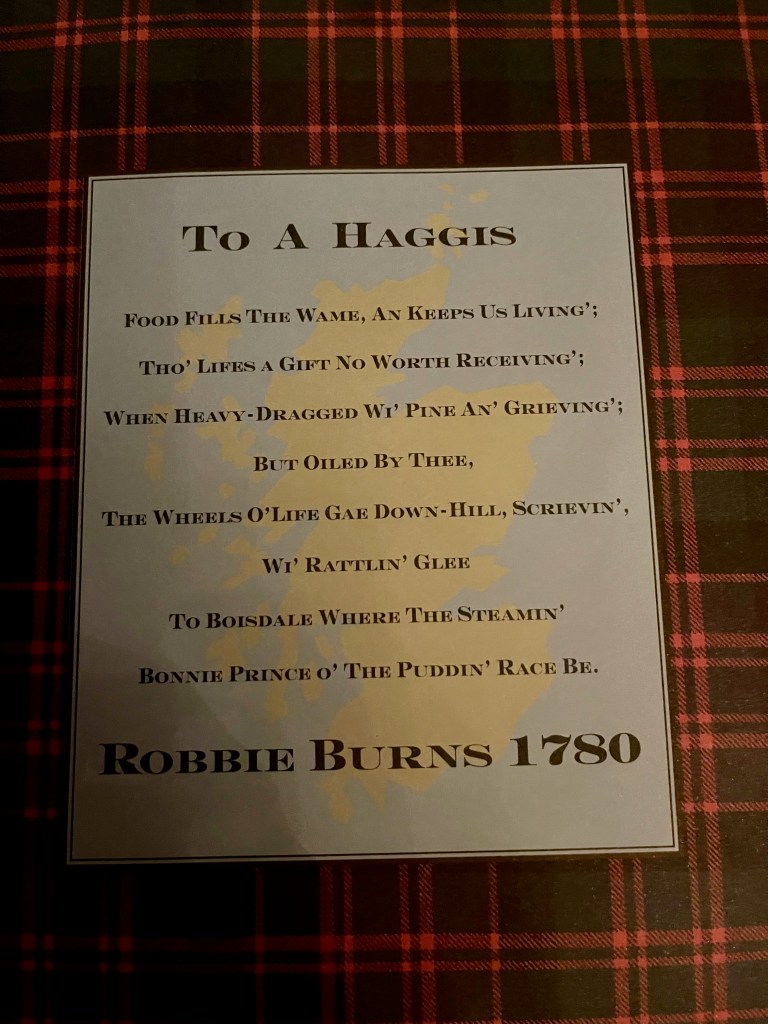 To A Haggis
Food Fills The Wame, An Keeps Us Living';
Tho' Lifes a Gift No Worth Receiving';
When Heavy-Dragged Wi' Pine An' Grieving';
But Oiled By Thee,
The Wheels O'Life Gae Down-Hill, Scrievin',
Wi' Rattlin' Glee
To Boisdale Where The Steamin'
Bonnie Prince o' The Puddin' Race Be.
Robbie Burns 1780